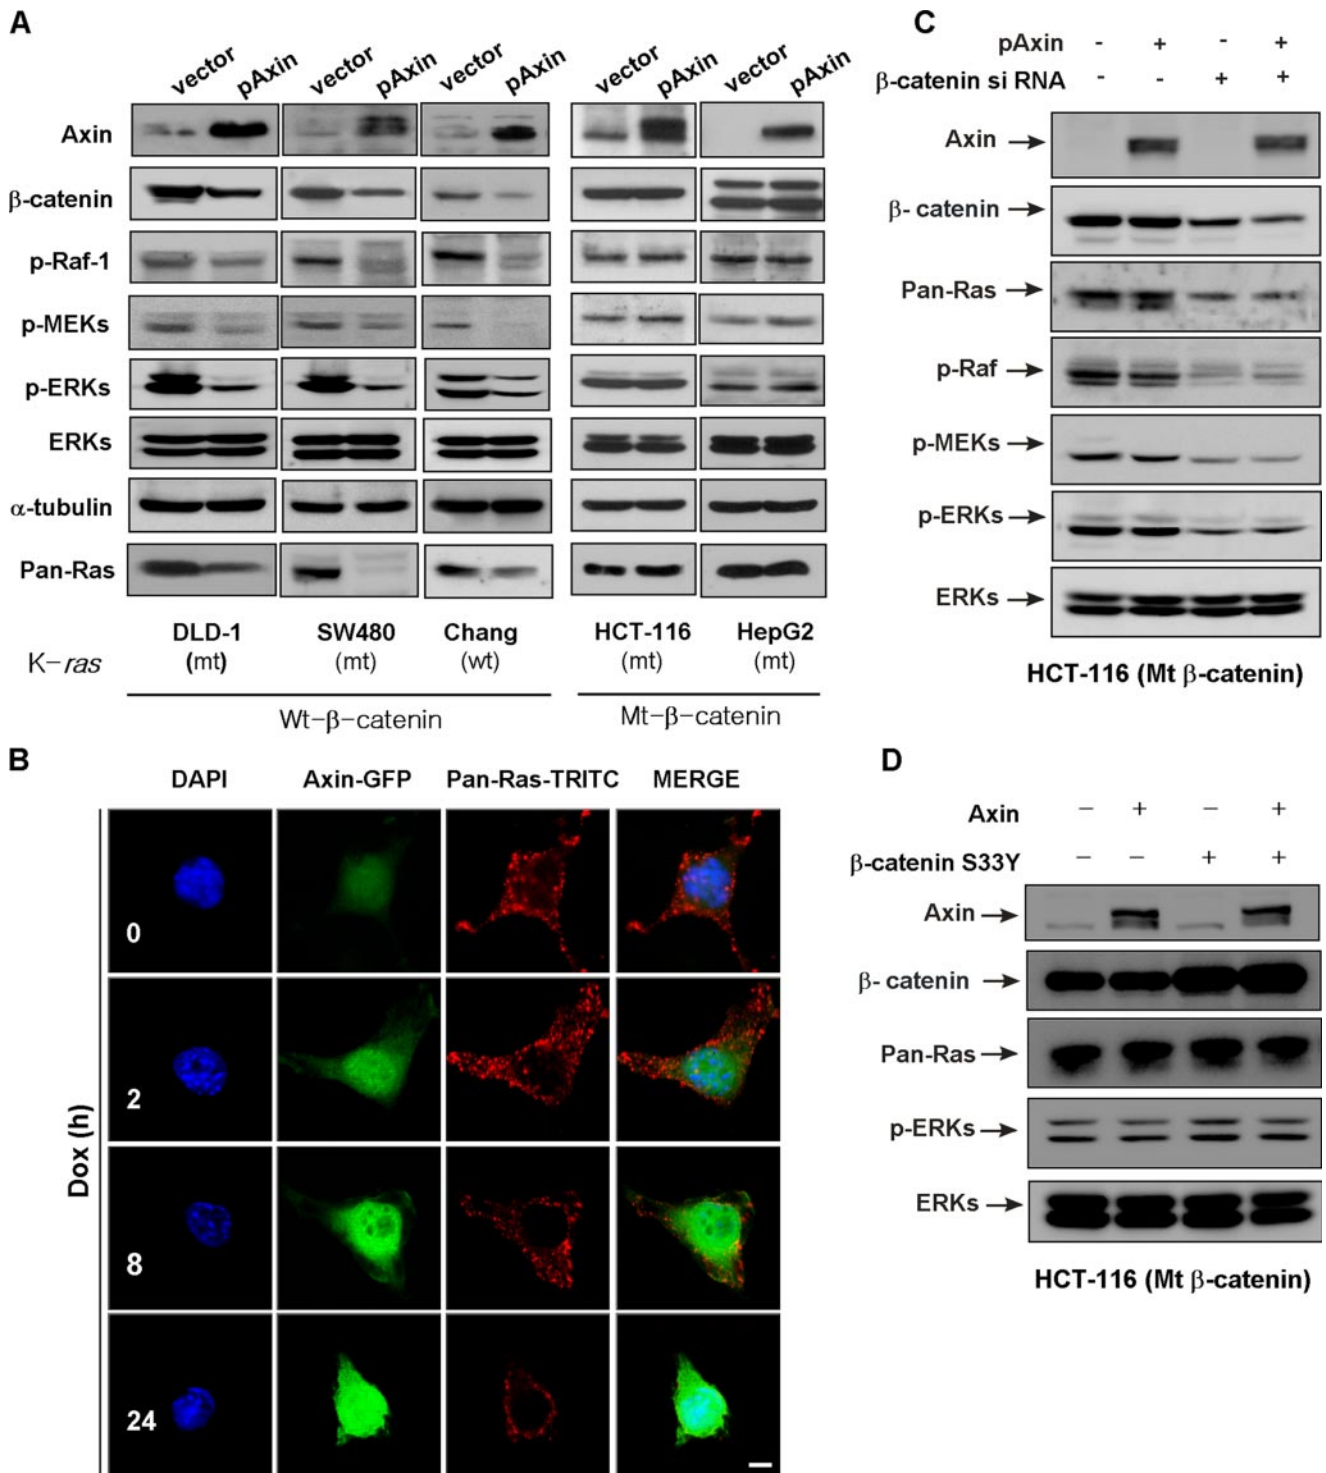 A
vector pAxin vector pAxin vector pAxin vector pAxin vector pAxin
Axin
β-catenin
p-Raf-1
p-MEKs
p-ERKs
ERKs
α-tubulin
Pan-Ras
DLD-1 SW480 Chang HCT-116 HepG2
K-ras (mt) (mt) (wt) (mt) (mt)
Wt-β-catenin Mt-β-catenin
B
DAPI Axin-GFP Pan-Ras-TRITC MERGE
Dox (h)
0
2
8
24
C
pAxin - + - +
β-catenin si RNA - - + +
Axin
β- catenin
Pan-Ras
p-Raf
p-MEKs
p-ERKs
ERKs
HCT-116 (Mt β-catenin)
D
Axin - + - +
β-catenin S33Y - - + +
Axin
β- catenin
Pan-Ras
p-ERKs
ERKs
HCT-116 (Mt β-catenin)